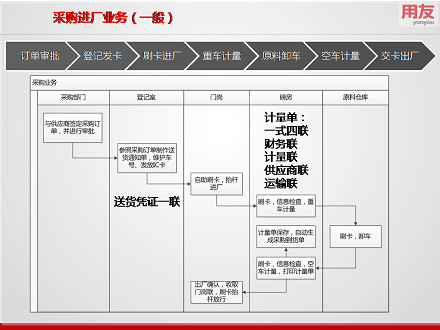 采购进厂业务（一般）
用友
yonyou
订单审批
登记发卡
刷卡进厂
重车计量
原料卸车
空车计量
交卡出厂
采购业务
采购部门
登记室
门岗
磅房
原料仓库
与供应商签定采购订
单，并进行审批
参照采购订单制作送
货通知单，维护车
号、发放IC卡
送货凭证一联
自助刷卡，抬杆
进厂
计量单：
一式四联
财务联
计量联
供应商联
运输联
刷卡，信息检查，重
车计量
计量单保存，自动生
成采购到货单
刷卡，卸车
刷卡，信息检查，空
车计量，打印计量单
出厂确认，收取
门岗联，刷卡抬
杆放行